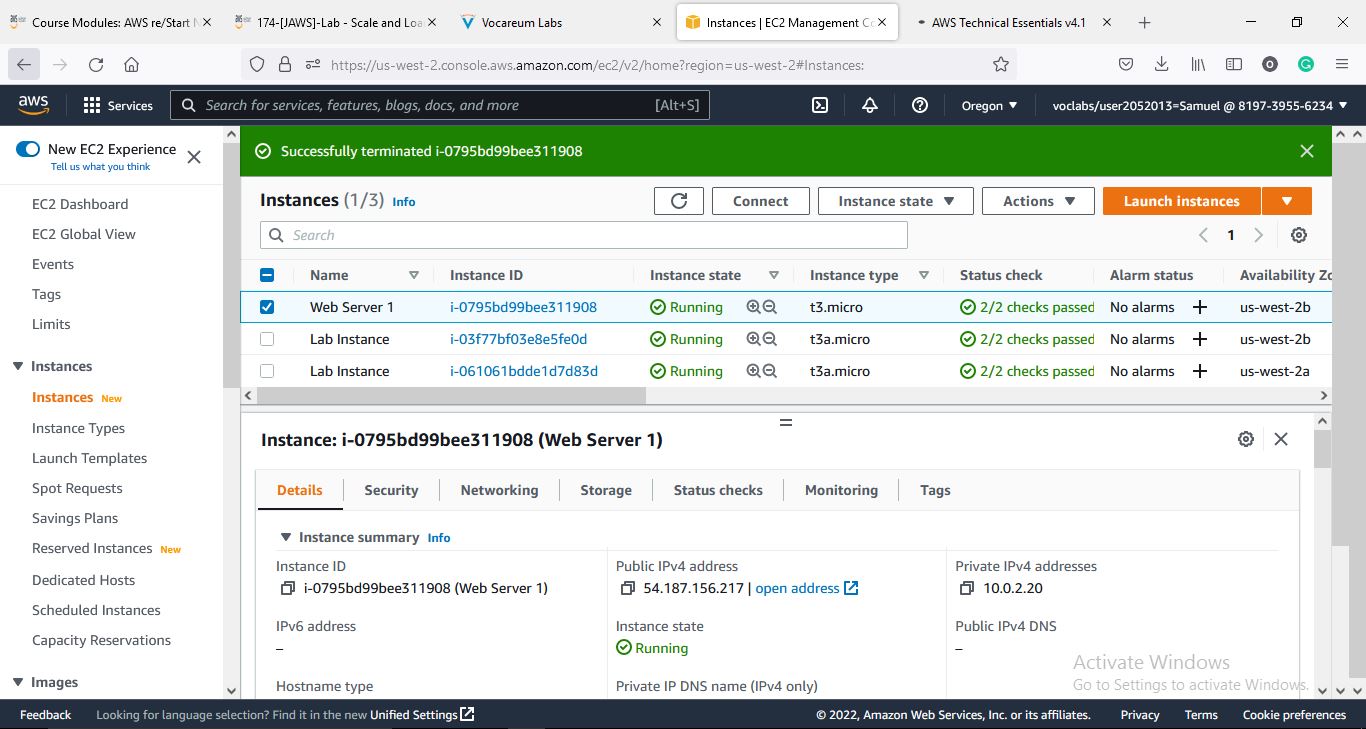 Course Modules: AWS re/Start N
174-[JAWS]-Lab - Scale and Loa
Vocareum Labs
Instances | EC2 Management Co
AWS Technical Essentials v4.1
https://us-west-2.console.aws.amazon.com/ec2/v2/home?region=us-west-2#Instances:
aws
Services
Search for services, features, blogs, docs, and more
[Alt+S]
Oregon
voclabs/user2052013=Samuel @ 8197-3955-6234
New EC2 Experience
Tell us what you think
EC2 Dashboard
EC2 Global View
Events
Tags
Limits
Instances
Instances New
Instance Types
Launch Templates
Spot Requests
Savings Plans
Reserved Instances New
Dedicated Hosts
Scheduled Instances
Capacity Reservations
Images
Successfully terminated i-0795bd99bee311908
Instances (1/3) Info
Connect
Instance state
Actions
Launch instances
Search
1
Name Instance ID Instance state Instance type Status check Alarm status Availability Zo
Web Server 1 i-0795bd99bee311908 Running t3.micro 2/2 checks passed No alarms us-west-2b
Lab Instance i-03f77bf03e8e5fe0d Running t3a.micro 2/2 checks passed No alarms us-west-2b
Lab Instance i-061061bdde1d7d83d Running t3a.micro 2/2 checks passed No alarms us-west-2a
Instance: i-0795bd99bee311908 (Web Server 1)
Details Security Networking Storage Status checks Monitoring Tags
Instance summary Info
Instance ID
i-0795bd99bee311908 (Web Server 1)
Public IPv4 address
54.187.156.217 | open address
Private IPv4 addresses
10.0.2.20
IPv6 address
–
Instance state
Running
Public IPv4 DNS
–
Hostname type
Private IP DNS name (IPv4 only)
Activate Windows
Go to Settings to activate Windows.
Feedback
Looking for language selection? Find it in the new Unified Settings
© 2022, Amazon Web Services, Inc. or its affiliates.
Privacy
Terms
Cookie preferences